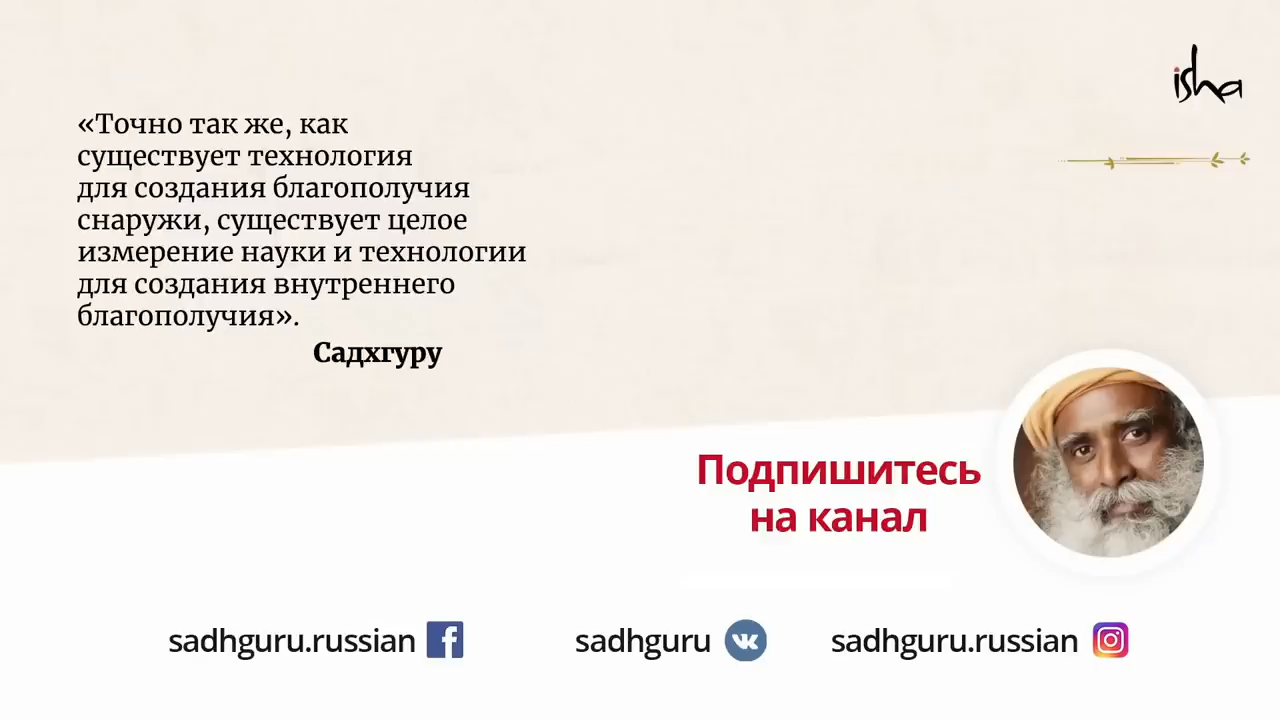 isha
«Точно так же, как
существует технология
для создания благополучия
снаружи, существует целое
измерение науки и технологии
для создания внутреннего
благополучия».
Садхгуру
Подпишитесь
на канал
sadhguru.russian f
sadhguru
sadhguru.russian